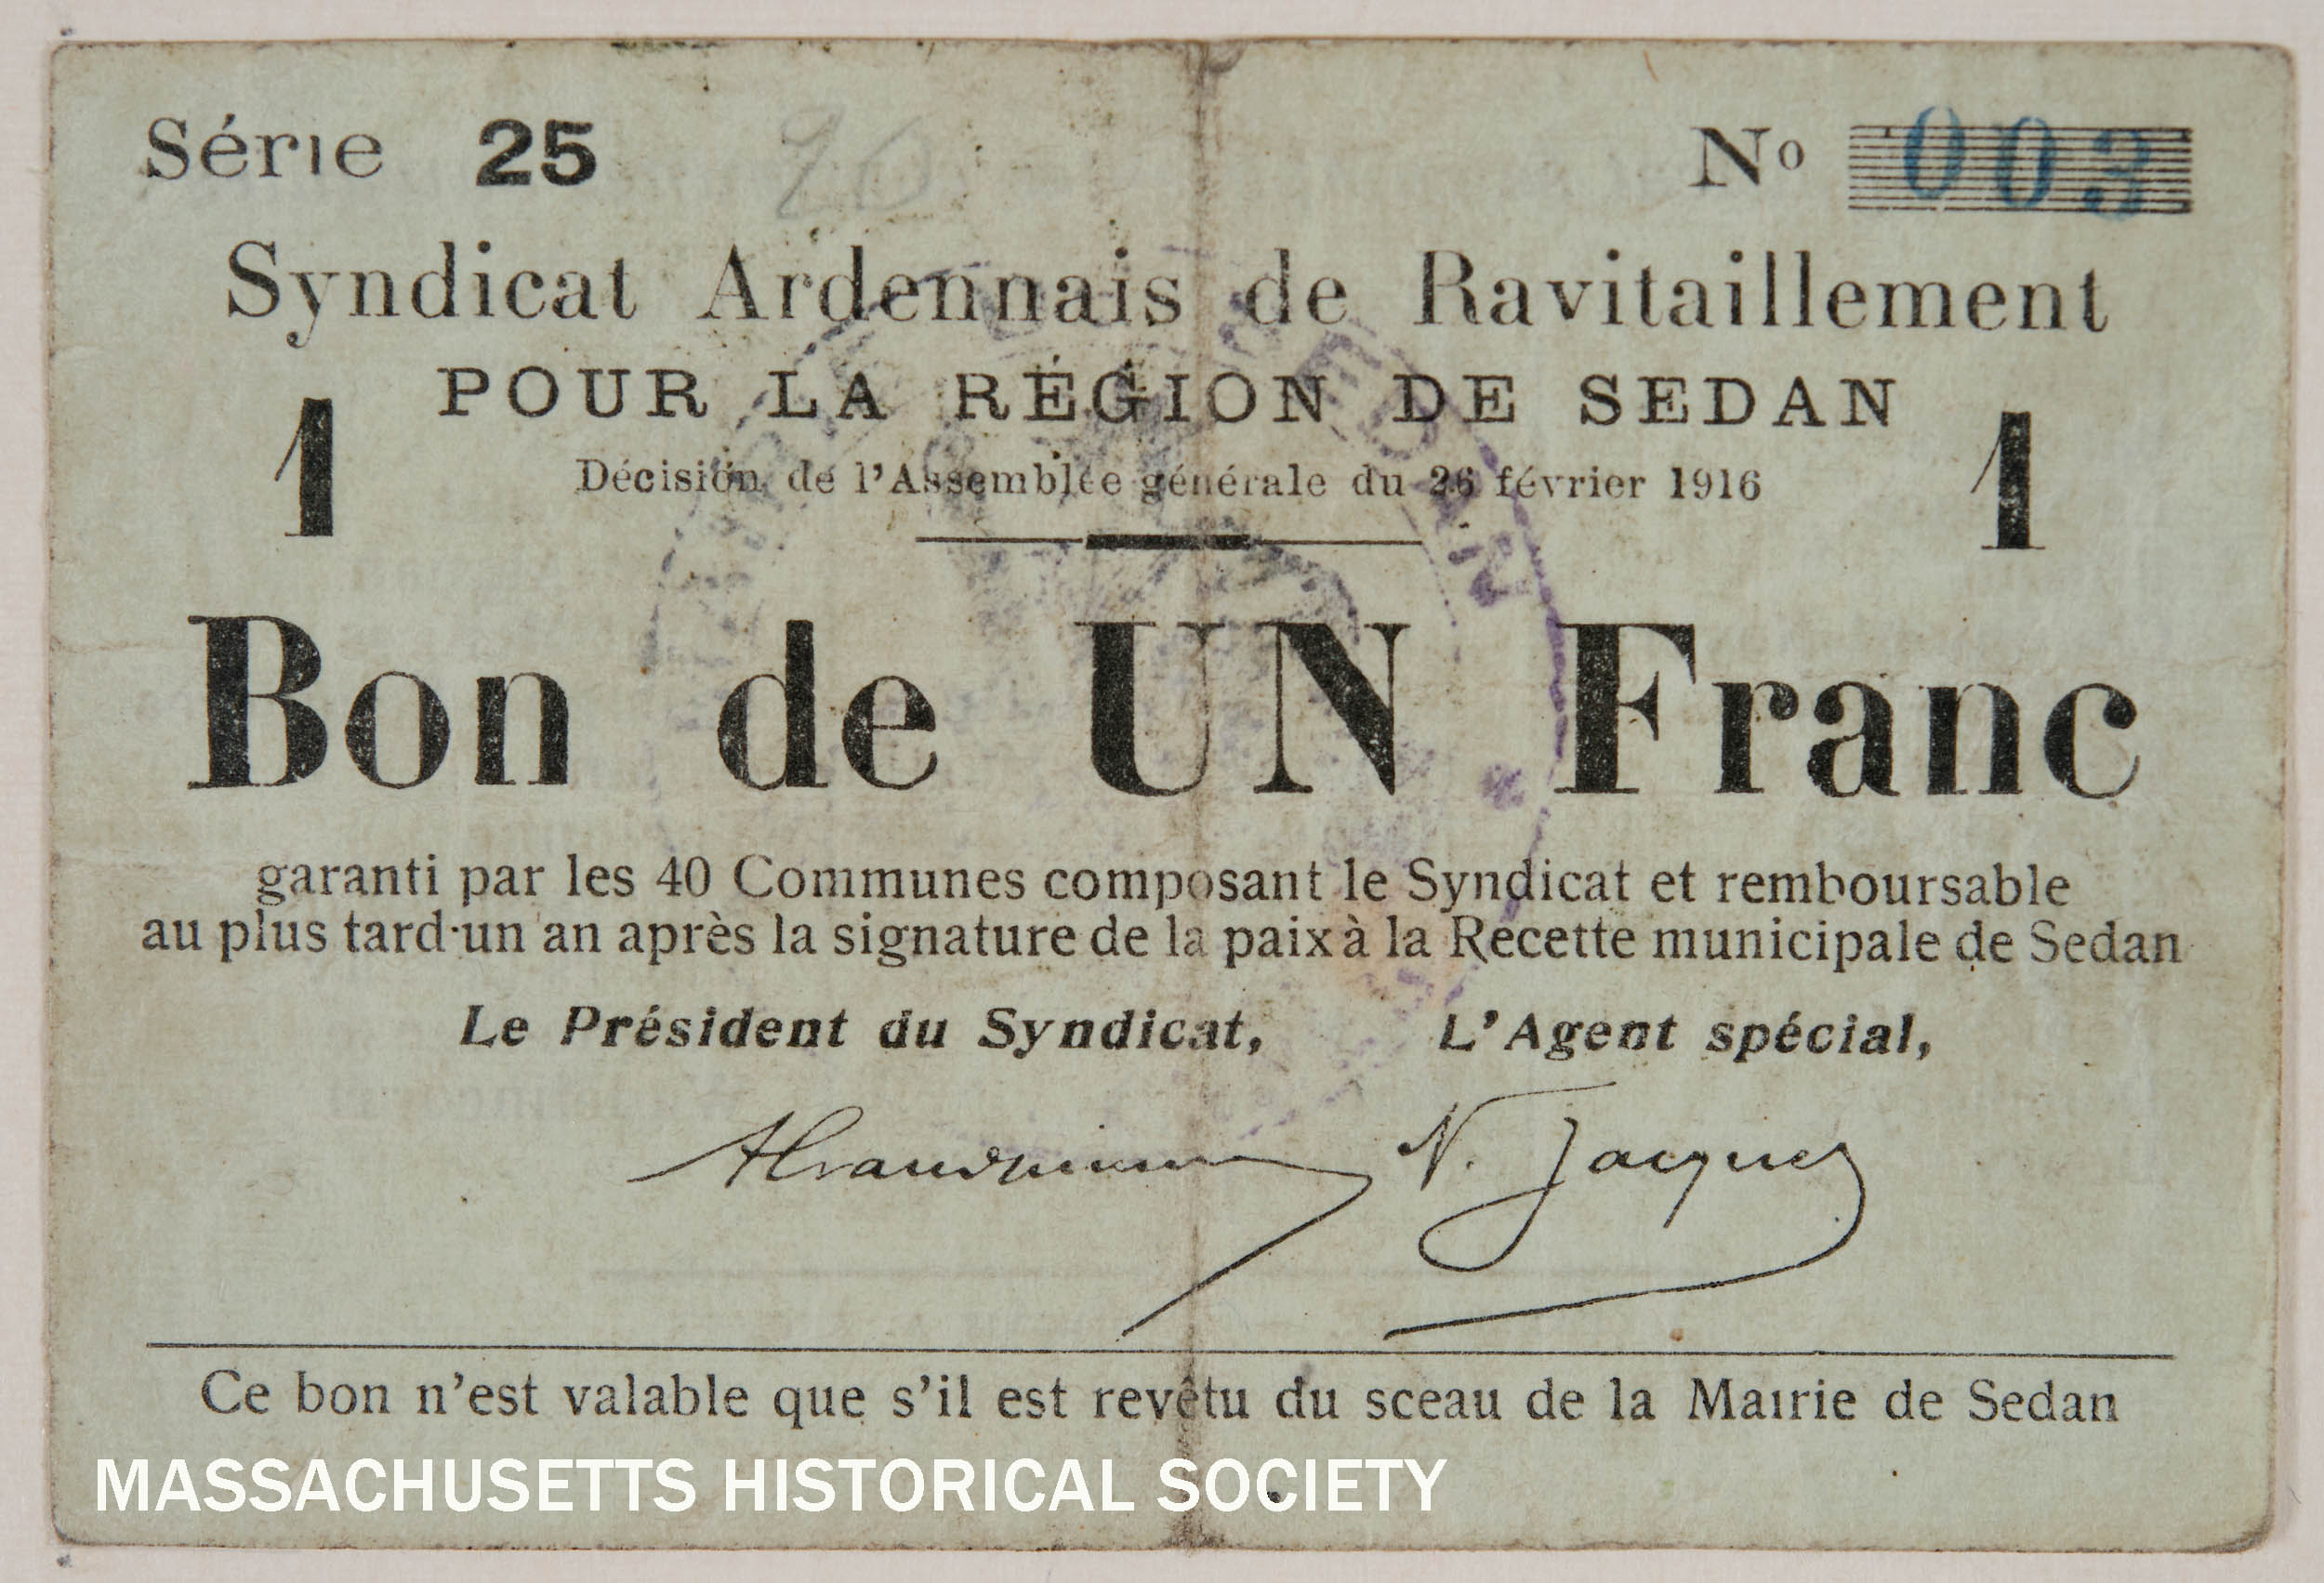 Série 25 26 Nº 003
Syndicat Ardennais de Ravitaillement
POUR LA RÉGION DE SEDAN
1 1
Décision de l'Assemblée générale du 26 février 1916
Bon de UN Franc
garanti par les 40 Communes composant le Syndicat et remboursable
au plus tard un an après la signature de la paix à la Recette municipale de Sedan
Le Président du Syndicat, L'Agent spécial,
N. Jacques
Ce bon n'est valable que s'il est revêtu du sceau de la Mairie de Sedan
MASSACHUSETTS HISTORICAL SOCIETY